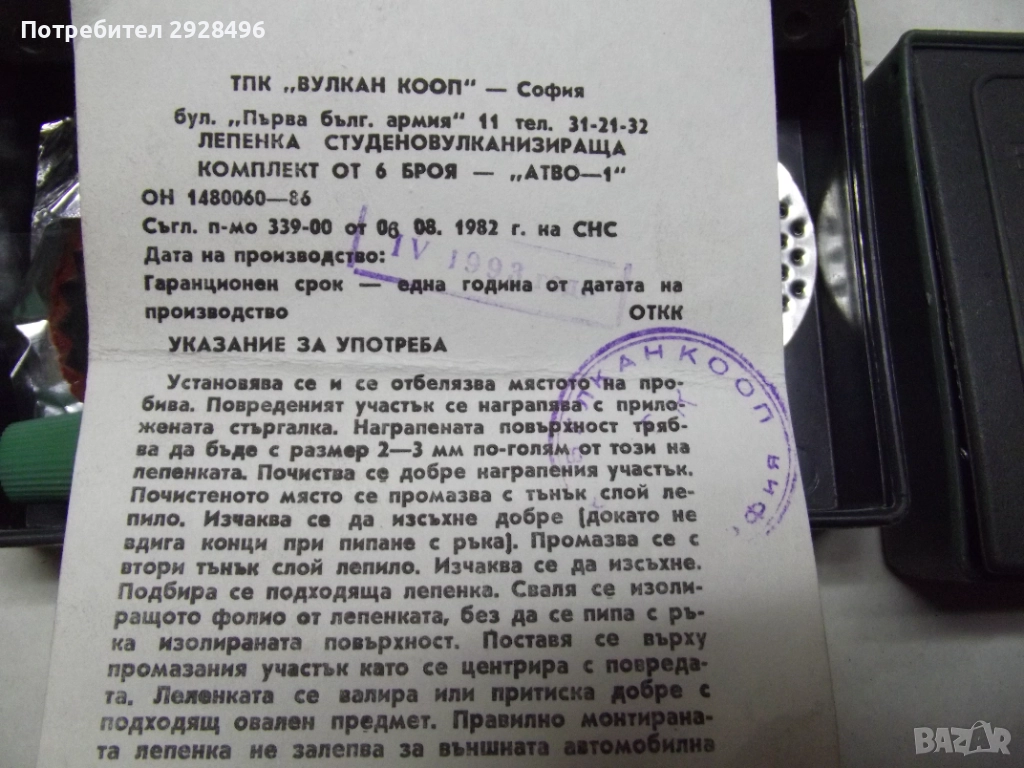 Потребител 2928496
ТПК „ВУЛКАН КООП" — София
бул. „Първа бълг. армия" 11 тел. 31-21-32
ЛЕПЕНКА СТУДЕНОВУЛКАНИЗИРАЩА
КОМПЛЕКТ ОТ 6 БРОЯ — „АТВО—1"
ОН 1480060—86
Съгл. п-мо 339-00 от 06 08. 1982 г. на СНС
IV 1993
Дата на производство:
Гаранционен срок — една година от датата на
производство ОТКК
УКАЗАНИЕ ЗА УПОТРЕБА
Установява се и се отбелязва мястото на про-
бива. Повреденият участък се награпява с прило-
жената стъргалка. Награпената повърхност тряб-
ва да бъде с размер 2—3 мм по-голям от този на
лепенката. Почиства се добре награпения участък.
Почистеното място се промазва с тънък слой ле-
пило. Изчаква се да изсъхне добре (докато не
вдига конци при пипане с ръка). Промазва се с
втори тънък слой лепило. Изчаква се да изсъхне.
Подбира се подходяща лепенка. Сваля се изоли-
ращото фолио от лепенката, без да се пипа с ръ-
ка изолираната повърхност. Поставя се върху
промазания участък като се центрира с повреда-
та. Лепенката се валира или притиска добре с
подходящ овален предмет. Правилно монтирана-
та лепенка не залепва за външната автомобилна
КАНКООП
bazar